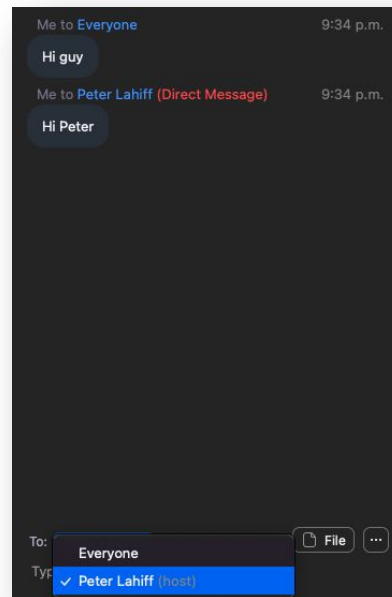 Me to Everyone 9:34 p.m.
Hi guy
Me to Peter Lahiff (Direct Message) 9:34 p.m.
Hi Peter
To: File ...
Everyone
Typ
✓ Peter Lahiff (host)